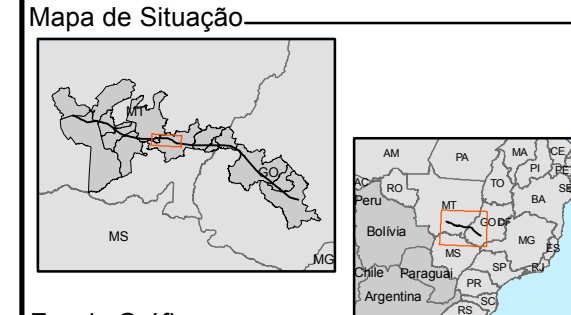 Mapa de Situação
MT
GO
MS
MG
AM
PA
MA
CE
AC
RO
TO
PI
PE
SE
Peru
MT
BA
Bolívia
GO
DF
MG
ES
MS
SP
RJ
Chile
Paraguai
PR
Argentina
SC
RS